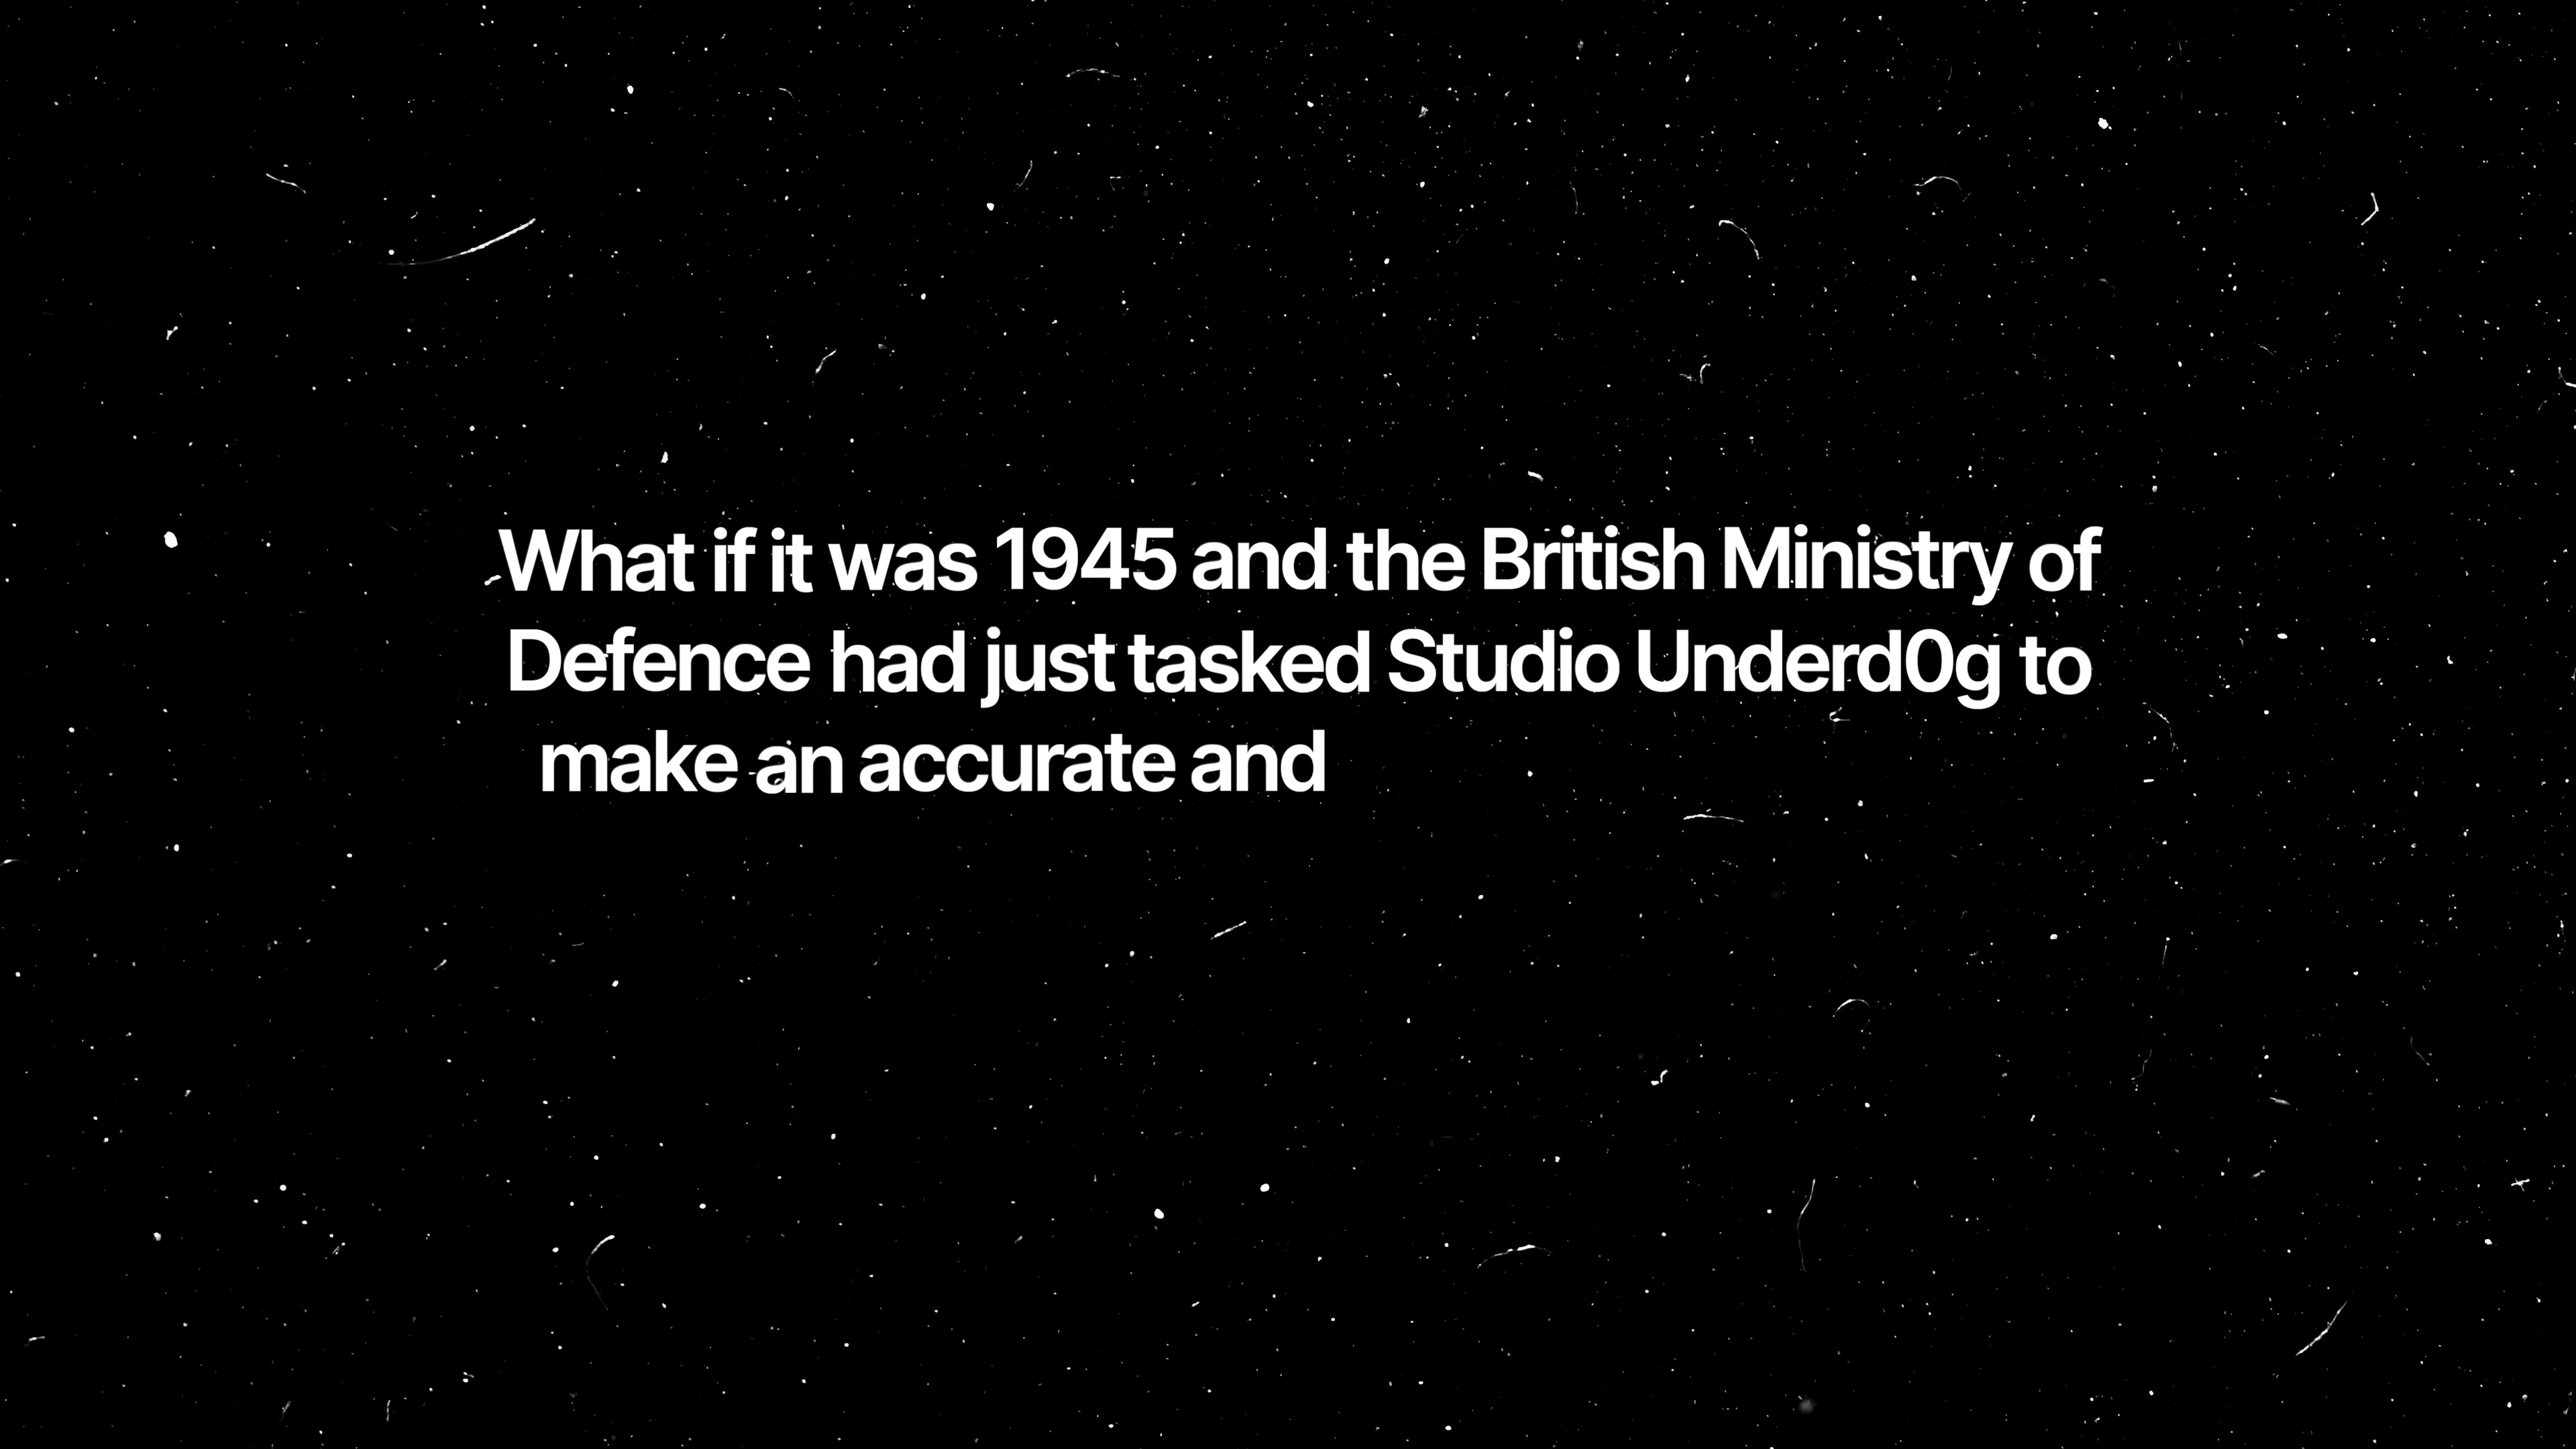 What if it was 1945 and the British Ministry of
Defence had just tasked Studio Underd0g to
make an accurate and